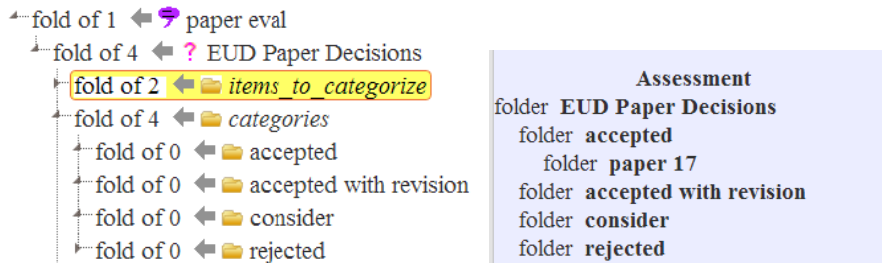 fold of 1 paper eval
fold of 4 ? EUD Paper Decisions
fold of 2 items_to_categorize
fold of 4 categories
fold of 0 accepted
fold of 0 accepted with revision
fold of 0 consider
fold of 0 rejected
Assessment
folder EUD Paper Decisions
folder accepted
folder paper 17
folder accepted with revision
folder consider
folder rejected